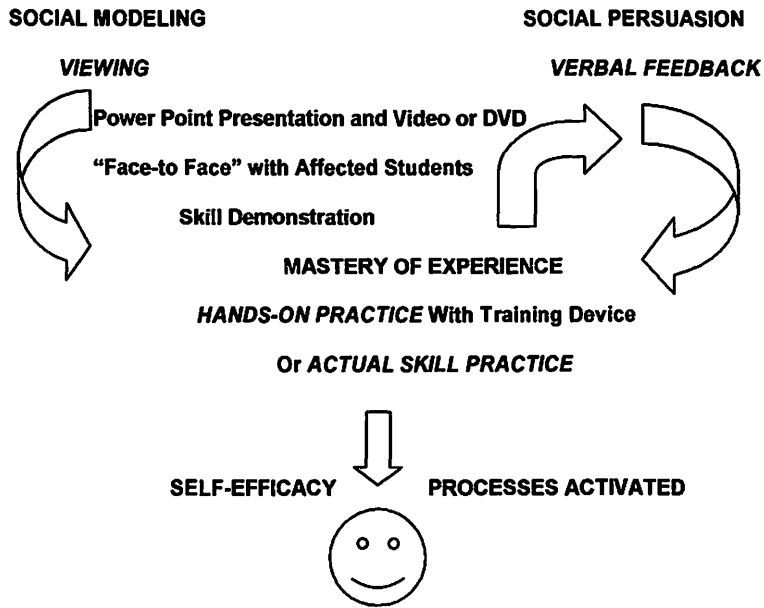 SOCIAL MODELING
SOCIAL PERSUASION
VIEWING
VERBAL FEEDBACK
Power Point Presentation and Video or DVD
“Face-to Face” with Affected Students
Skill Demonstration
MASTERY OF EXPERIENCE
HANDS-ON PRACTICE With Training Device
Or ACTUAL SKILL PRACTICE
SELF-EFFICACY PROCESSES ACTIVATED